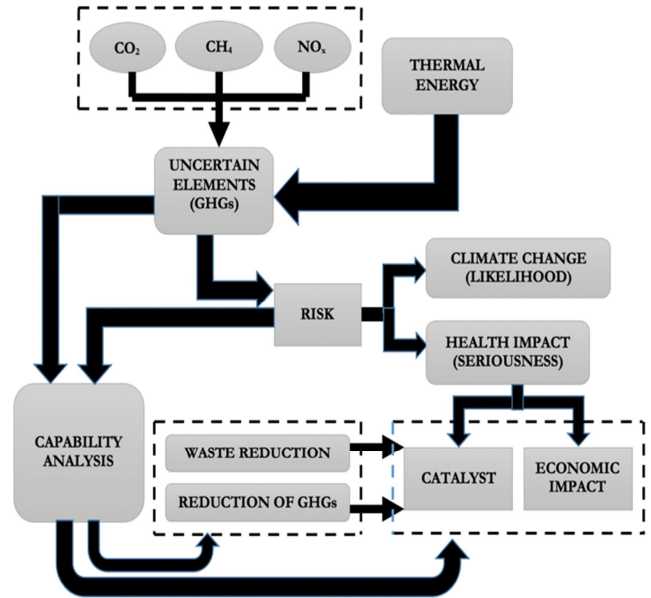 CO₂
CH₄
NOₓ
THERMAL
ENERGY
UNCERTAIN
ELEMENTS
(GHGs)
CLIMATE CHANGE
(LIKELIHOOD)
RISK
HEALTH IMPACT
(SERIOUSNESS)
CAPABILITY
ANALYSIS
WASTE REDUCTION
REDUCTION OF GHGs
CATALYST
ECONOMIC
IMPACT